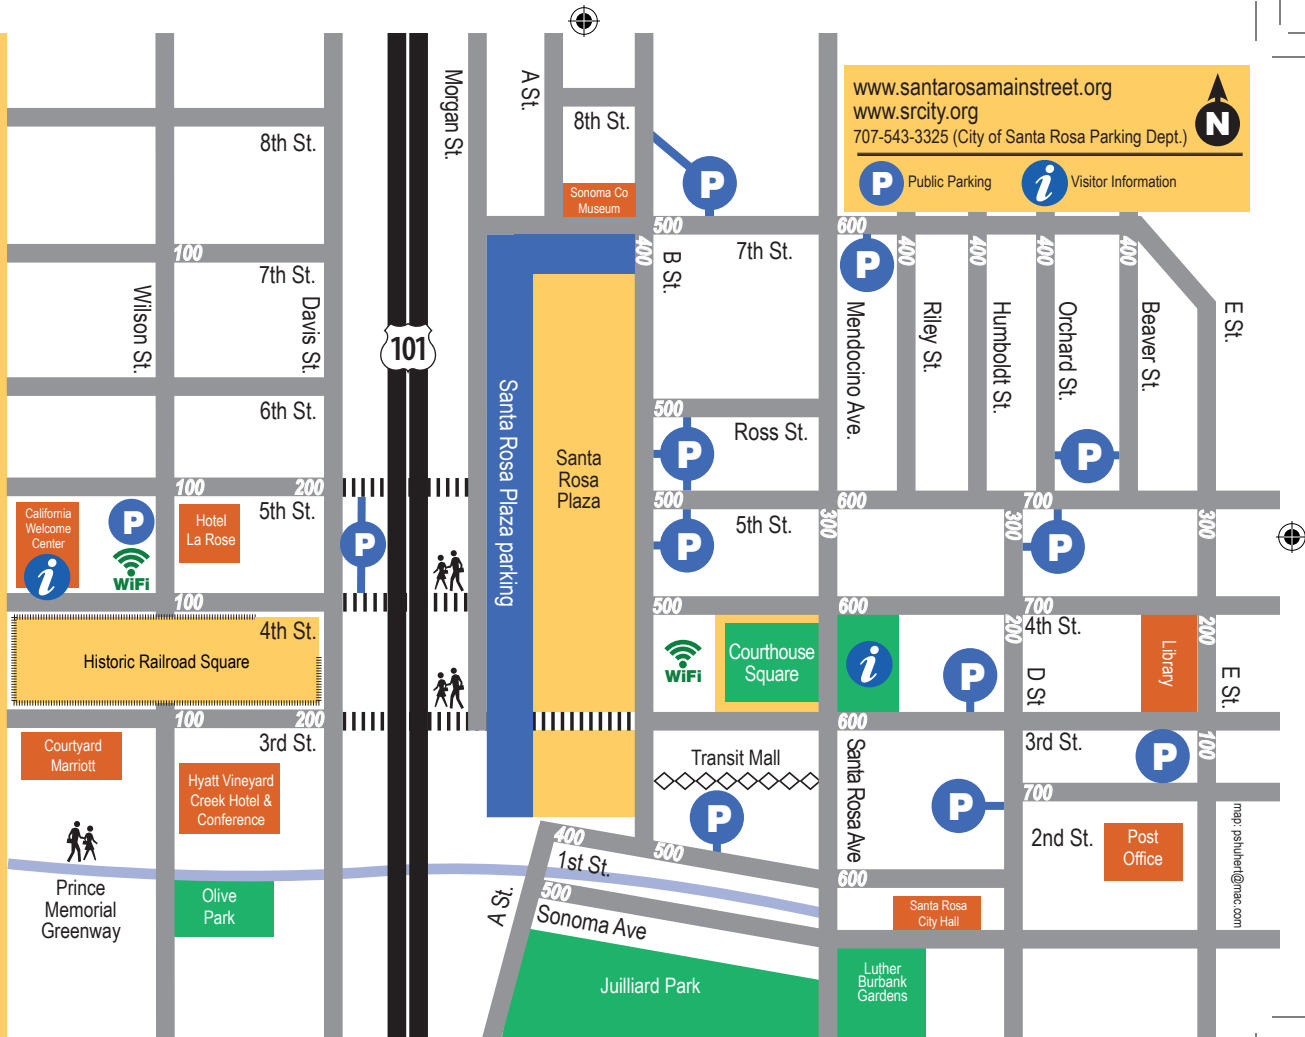 www.santarosamainstreet.org
www.srcity.org
707-543-3325 (City of Santa Rosa Parking Dept.)
N
P Public Parking
i Visitor Information
Morgan St.
A St.
8th St.
8th St.
Sonoma Co
Museum
P
500
600
400
B St.
7th St.
P
400
400
400
400
100
7th St.
Wilson St.
Davis St.
101
Mendocino Ave.
Riley St.
Humboldt St.
Orchard St.
Beaver St.
E St.
6th St.
Santa Rosa Plaza parking
Santa
Rosa
Plaza
500
Ross St.
P
P
100
200
500
600
700
California
Welcome
Center
i
P
WiFi
Hotel
La Rose
5th St.
P
P
5th St.
300
300
P
300
100
500
600
700
4th St.
Historic Railroad Square
WiFi
Courthouse
Square
i
P
200
4th St.
D St
Library
200
E St.
100
200
600
3rd St.
Courtyard
Marriott
Hyatt Vineyard
Creek Hotel &
Conference
Transit Mall
P
Santa Rosa Ave
P
3rd St.
P
100
700
2nd St.
Post
Office
map: pshuhert@mac.com
400
500
1st St.
600
Prince
Memorial
Greenway
Olive
Park
A St.
500
Sonoma Ave
Santa Rosa
City Hall
Juilliard Park
Luther
Burbank
Gardens